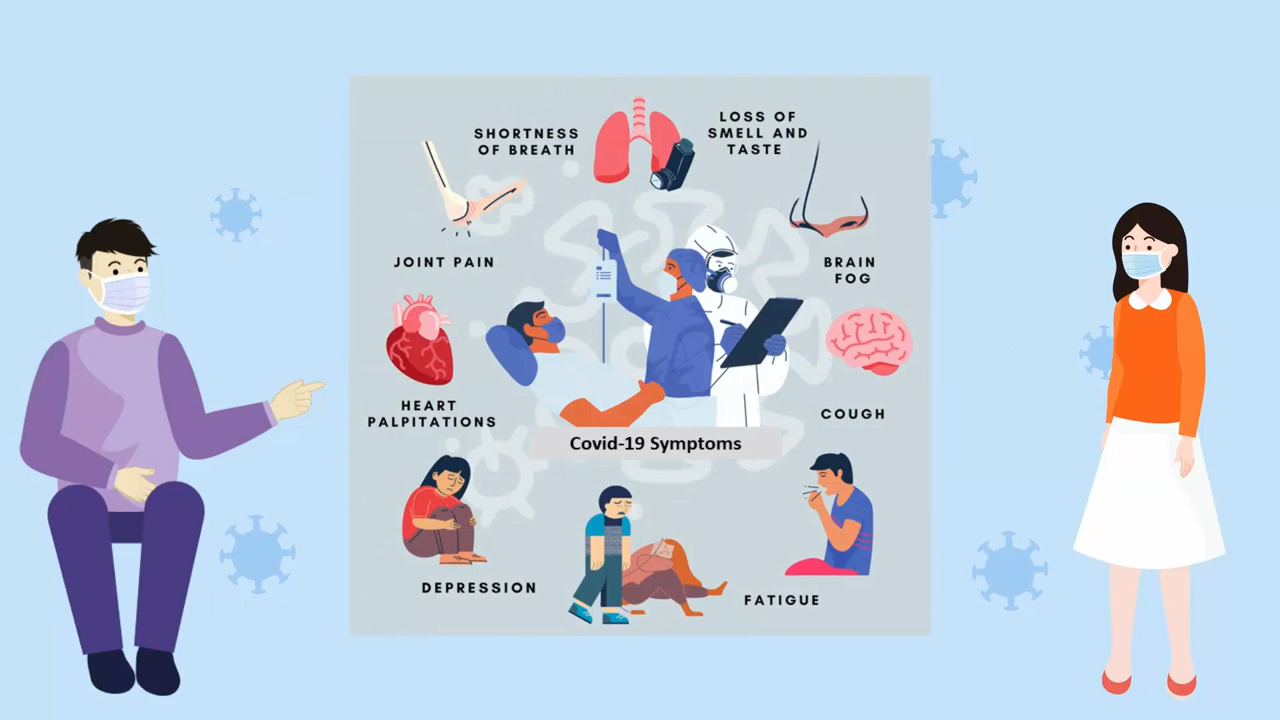 SHORTNESS
OF BREATH
LOSS OF
SMELL AND
TASTE
JOINT PAIN
BRAIN
FOG
HEART
PALPITATIONS
COUGH
Covid-19 Symptoms
DEPRESSION
FATIGUE